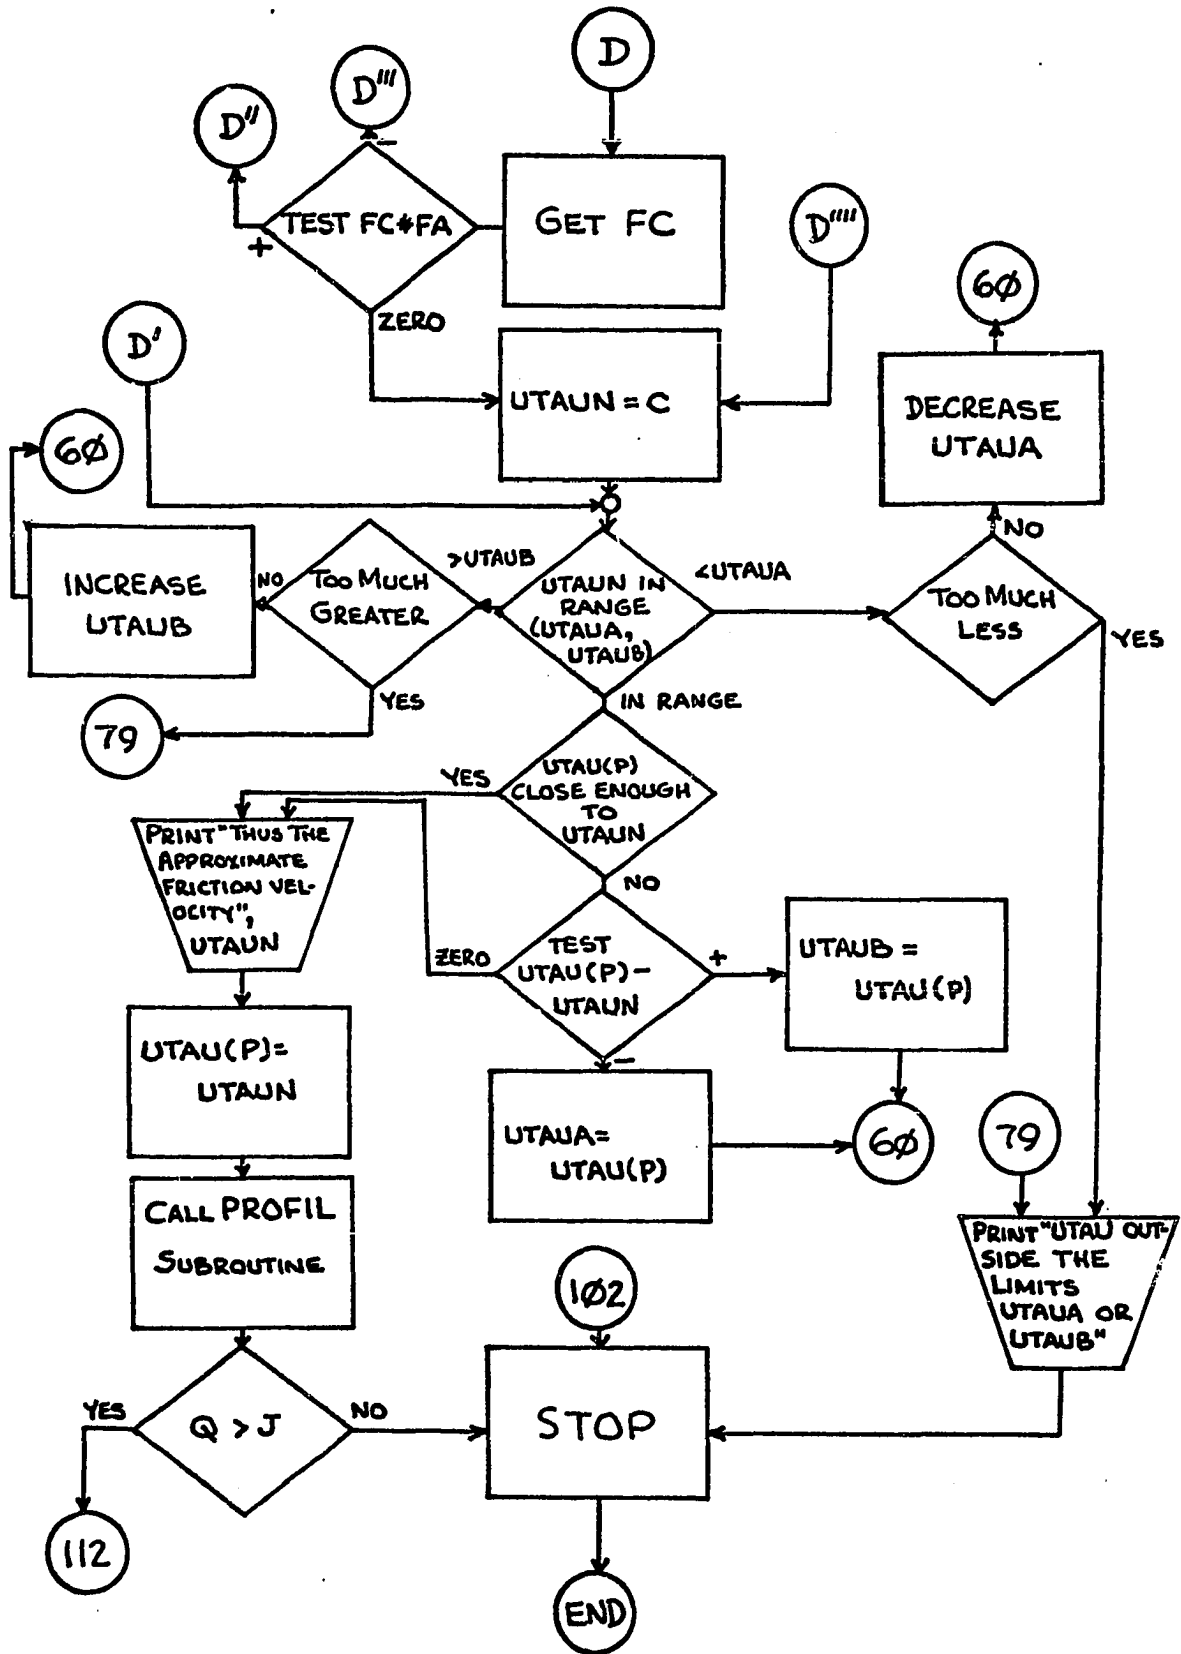 D
D'''
D''
-
TEST FC*FA
+
GET FC
D''''
ZERO
60
D'
UTAUN = C
DECREASE
UTAUA
60
NO
INCREASE
UTAUB
NO
TOO MUCH
GREATER
>UTAUB
UTAUN IN
RANGE
(UTAUA,
UTAUB)
<UTAUA
TOO MUCH
LESS
YES
YES
79
IN RANGE
YES
UTAU(P)
CLOSE ENOUGH
TO
UTAUN
PRINT "THUS THE
APPROXIMATE
FRICTION VEL-
OCITY",
UTAUN
NO
ZERO
TEST
UTAU(P) -
UTAUN
+
UTAUB =
UTAU(P)
-
UTAU(P)=
UTAUN
UTAUA=
UTAU(P)
60
79
CALL PROFIL
SUBROUTINE
PRINT "UTAU OUT-
SIDE THE
LIMITS
UTAUA OR
UTAUB"
102
YES
Q > J
NO
STOP
112
END